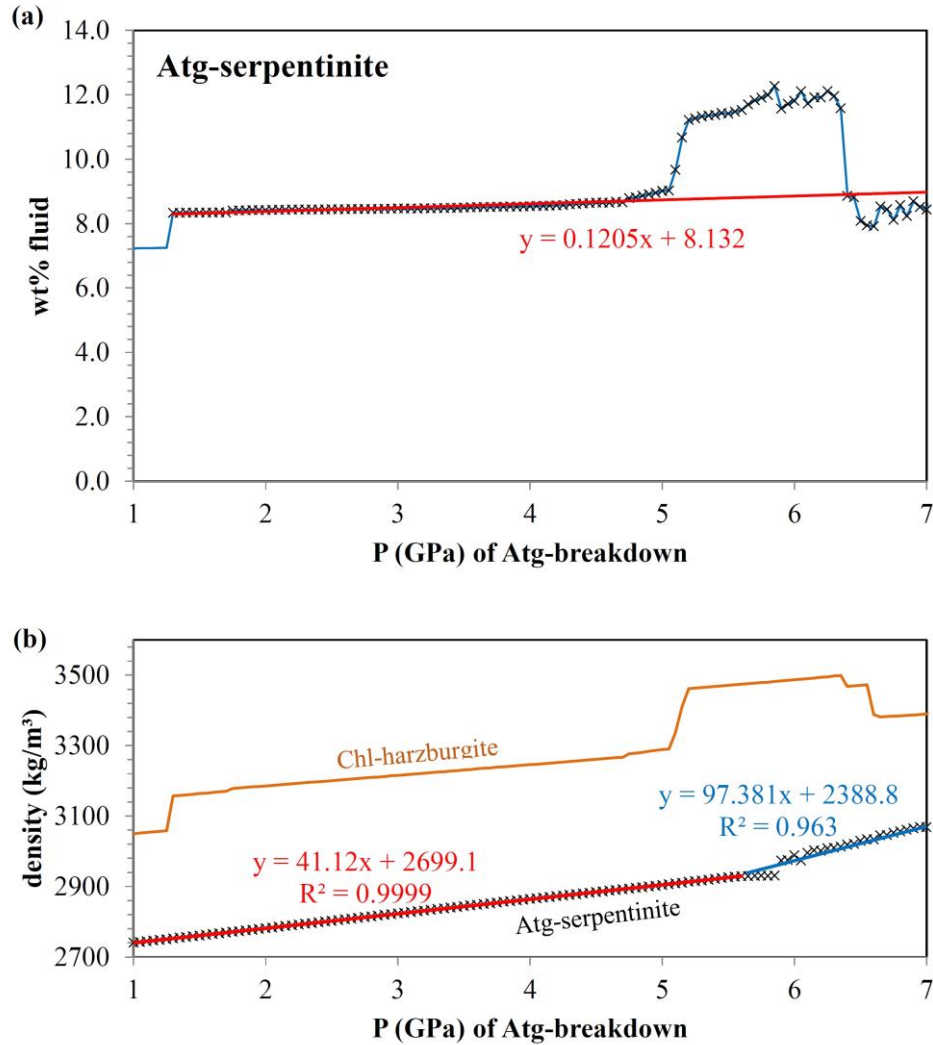 (a)
14.0
12.0
10.0
8.0
6.0
4.0
2.0
0.0
wt% fluid
Atg-serpentinite
y = 0.1205x + 8.132
1 2 3 4 5 6 7
P (GPa) of Atg-breakdown
(b)
3500
3300
3100
2900
2700
density (kg/m³)
Chl-harzburgite
y = 97.381x + 2388.8
R² = 0.963
y = 41.12x + 2699.1
R² = 0.9999
Atg-serpentinite
1 2 3 4 5 6 7
P (GPa) of Atg-breakdown